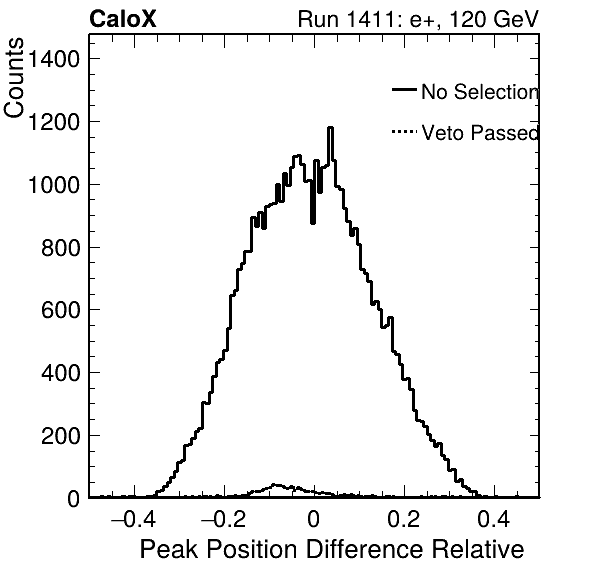 CaloX Run 1411: e+, 120 GeV
Counts
1400
1200
1000
800
600
400
200
0
No Selection
Veto Passed
−0.4 −0.2 0 0.2 0.4
Peak Position Difference Relative